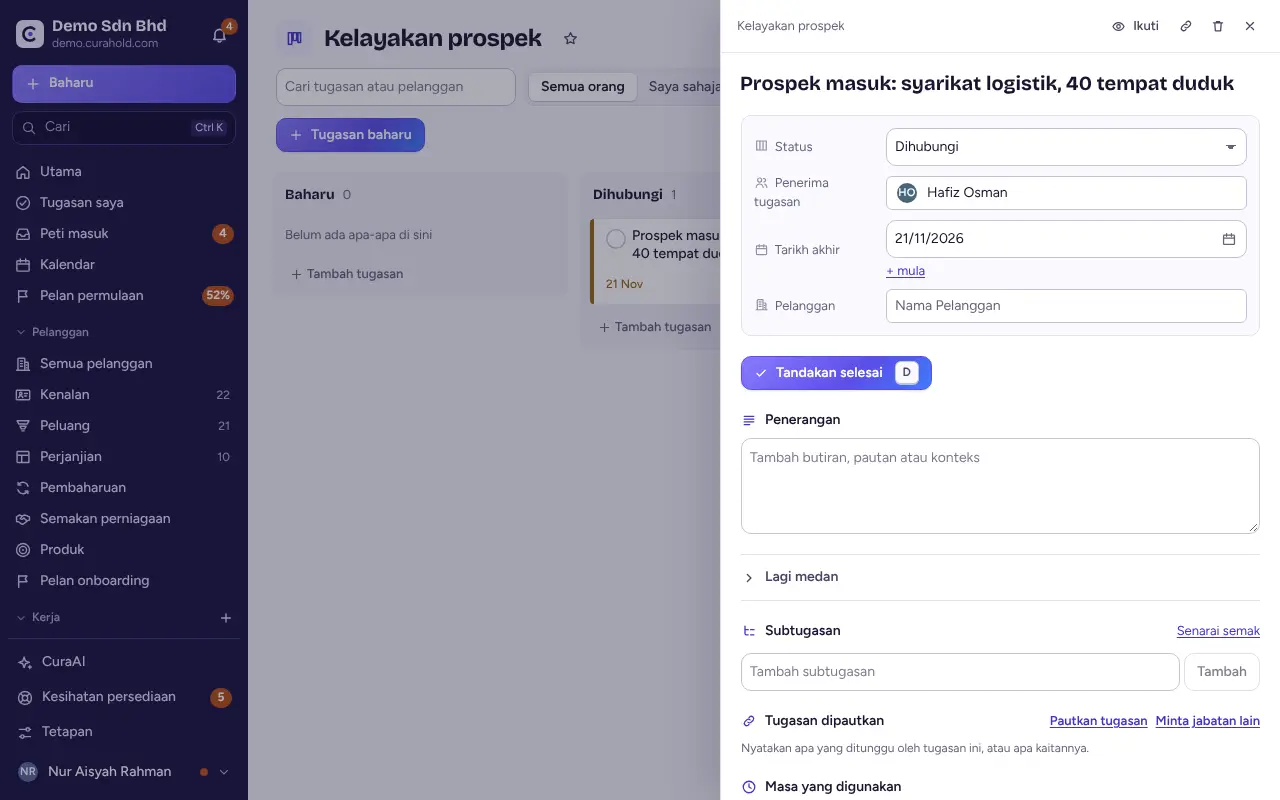 Demo Sdn Bhd
demo.curahold.com
4
Baharu
Cari
Ctrl K
Utama
Tugasan saya
Peti masuk
4
Kalendar
Pelan permulaan
52%
Pelanggan
Semua pelanggan
Kenalan
22
Peluang
21
Perjanjian
10
Pembaharuan
Semakan perniagaan
Produk
Pelan onboarding
Kerja
CuraAI
Kesihatan persediaan
5
Tetapan
NR
Nur Aisyah Rahman
Kelayakan prospek
Cari tugasan atau pelanggan
Semua orang
Saya sahaja
Tugasan baharu
Baharu 0
Belum ada apa-apa di sini
Tambah tugasan
Dihubungi 1
Prospek masu
40 tempat du
21 Nov
Tambah tugasan
Kelayakan prospek
Ikuti
Prospek masuk: syarikat logistik, 40 tempat duduk
Status
Dihubungi
Penerima
tugasan
HO
Hafiz Osman
Tarikh akhir
21/11/2026
+ mula
Pelanggan
Nama Pelanggan
Tandakan selesai
D
Penerangan
Tambah butiran, pautan atau konteks
Lagi medan
Subtugasan
Senarai semak
Tambah subtugasan
Tambah
Tugasan dipautkan
Pautkan tugasan
Minta jabatan lain
Nyatakan apa yang ditunggu oleh tugasan ini, atau apa kaitannya.
Masa yang digunakan